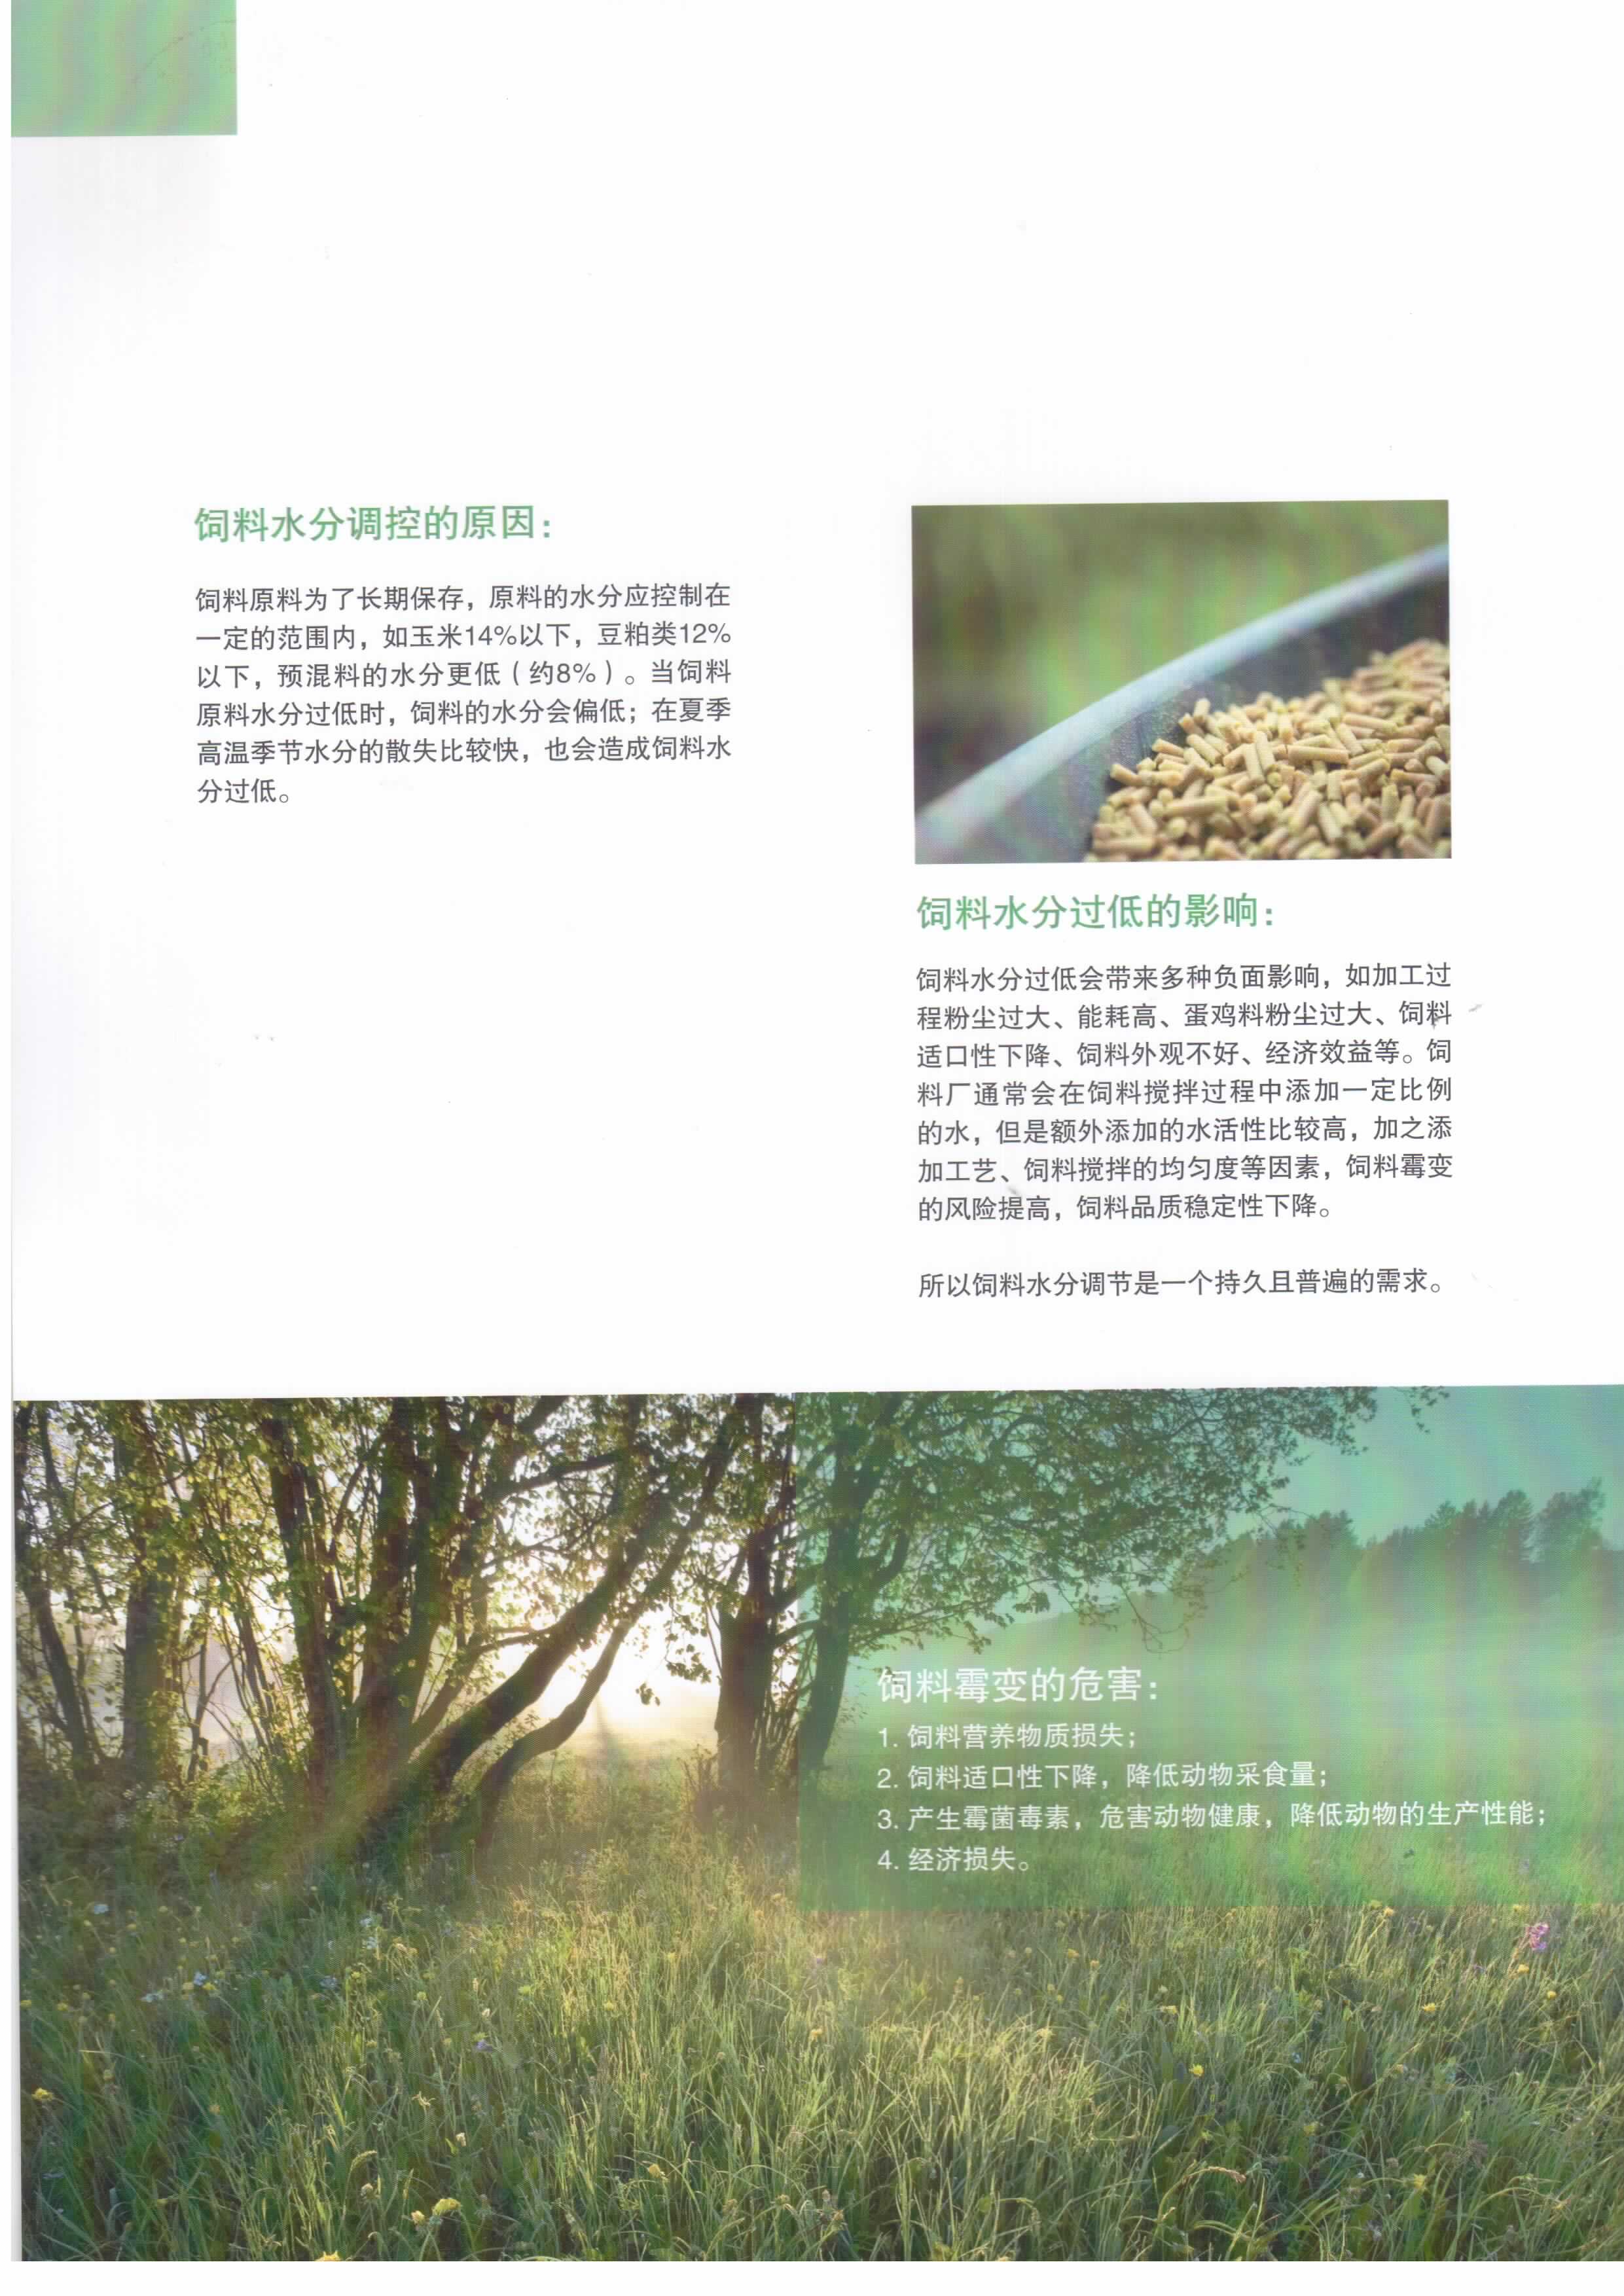 饲料水分调控的原因：
饲料原料为了长期保存，原料的水分应控制在
一定的范围内，如玉米14%以下，豆粕类12%
以下，预混料的水分更低（约8%）。当饲料
原料水分过低时，饲料的水分会偏低；在夏季
高温季节水分的散失比较快，也会造成饲料水
分过低。
饲料水分过低的影响：
饲料水分过低会带来多种负面影响，如加工过
程粉尘过大、能耗高、蛋鸡料粉尘过大、饲料
适口性下降、饲料外观不好、经济效益等。饲
料厂通常会在饲料搅拌过程中添加一定比例
的水，但是额外添加的水活性比较高，加之添
加工艺、饲料搅拌的均匀度等因素，饲料霉变
的风险提高，饲料品质稳定性下降。
所以饲料水分调节是一个持久且普遍的需求。
饲料霉变的危害：
1. 饲料营养物质损失；
2. 饲料适口性下降，降低动物采食量；
3. 产生霉菌毒素，危害动物健康，降低动物的生产性能；
4. 经济损失。